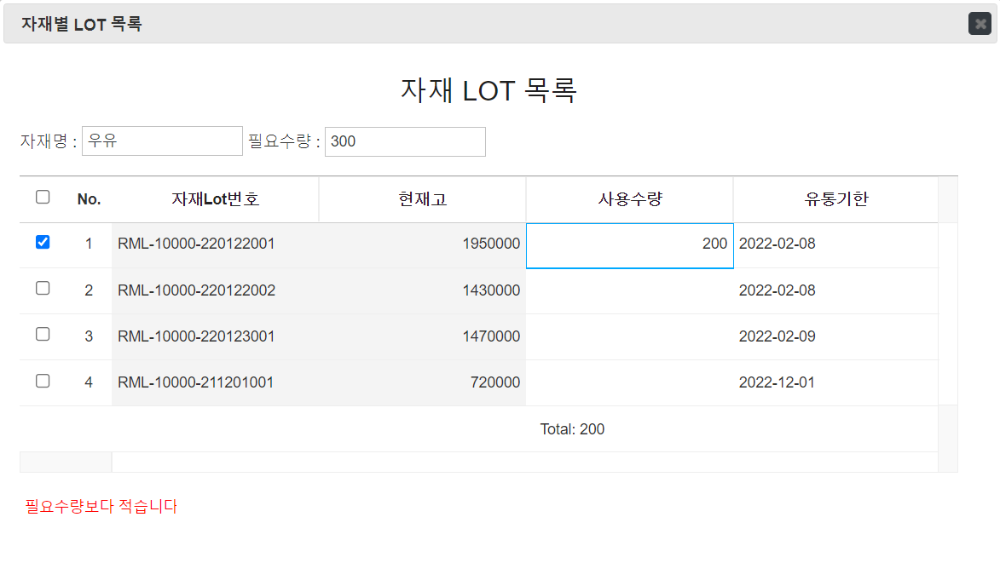 자재별 LOT 목록
자재 LOT 목록
자재명 : 우유 필요수량 : 300
No. 자재Lot번호 현재고 사용수량 유통기한
1 RML-10000-220122001 1950000 200 2022-02-08
2 RML-10000-220122002 1430000 2022-02-08
3 RML-10000-220123001 1470000 2022-02-09
4 RML-10000-211201001 720000 2022-12-01
Total: 200
필요수량보다 적습니다